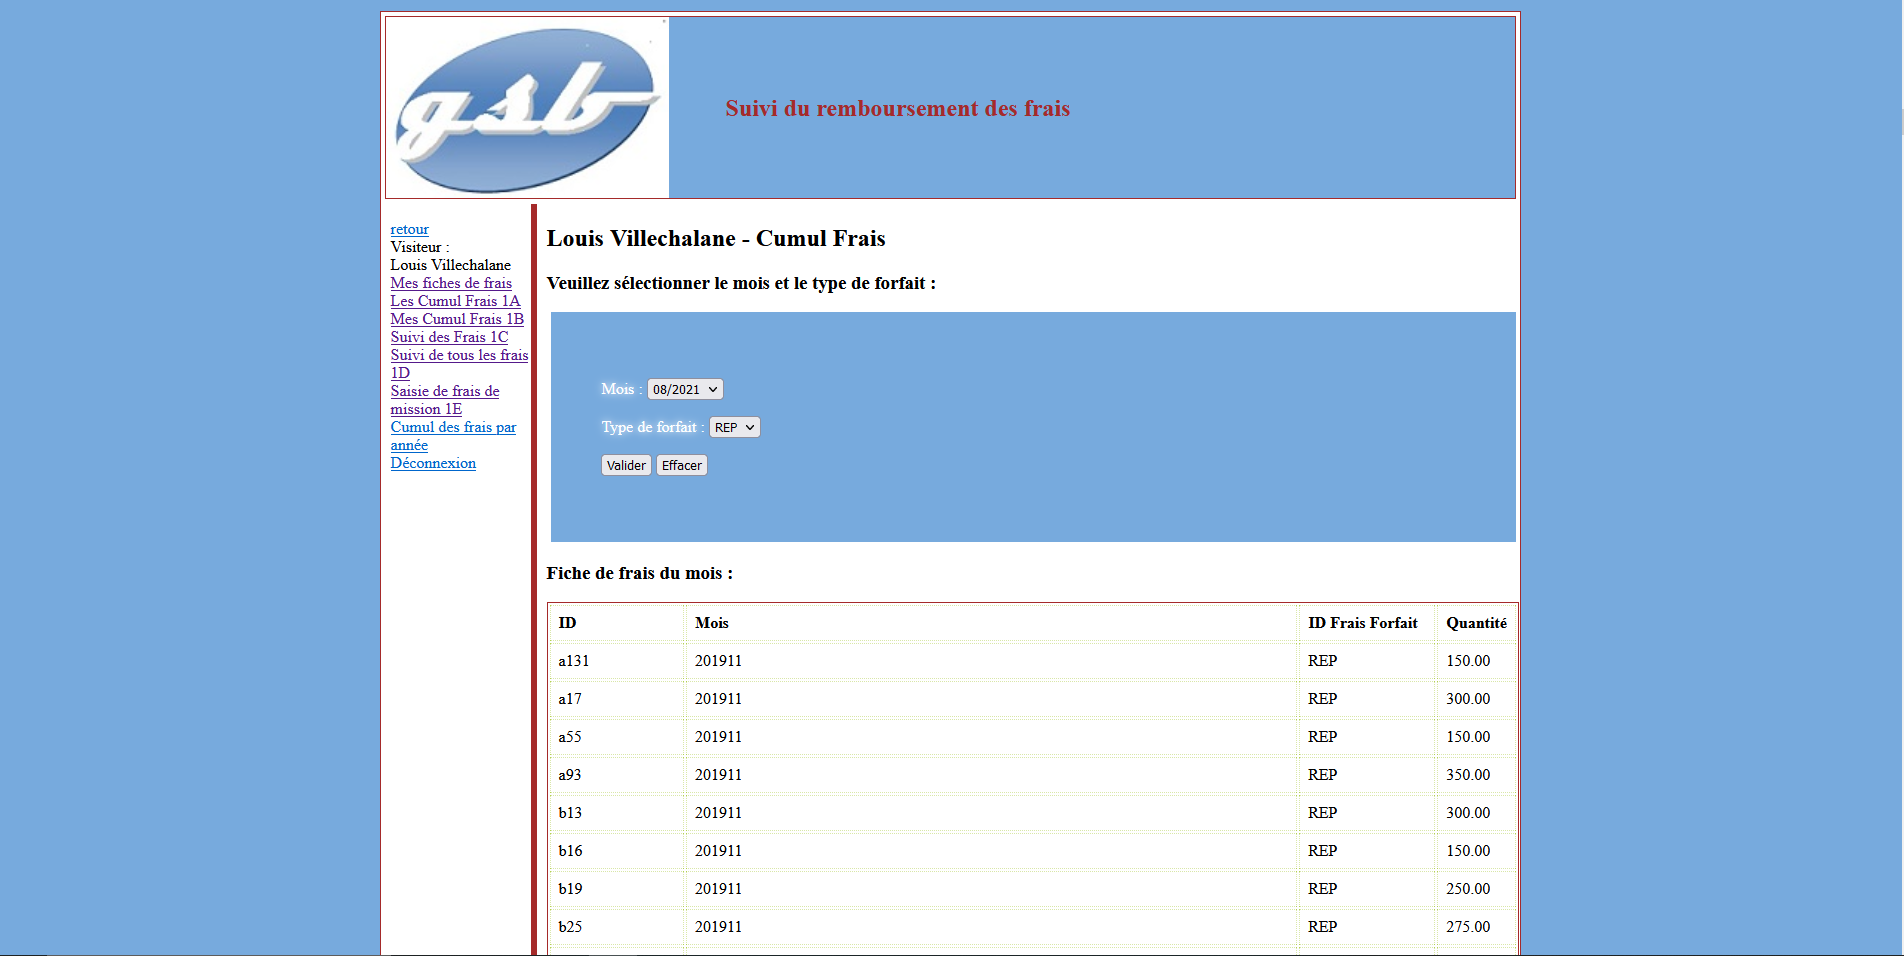 gsb
Suivi du remboursement des frais
retour
Visiteur :
Louis Villechalane
Mes fiches de frais
Les Cumul Frais 1A
Mes Cumul Frais 1B
Suivi des Frais 1C
Suivi de tous les frais
1D
Saisie de frais de
mission 1E
Cumul des frais par
année
Déconnexion
Louis Villechalane - Cumul Frais
Veuillez sélectionner le mois et le type de forfait :
Mois : 08/2021
Type de forfait : REP
Valider Effacer
Fiche de frais du mois :
ID Mois ID Frais Forfait Quantité
a131 201911 REP 150.00
a17 201911 REP 300.00
a55 201911 REP 150.00
a93 201911 REP 350.00
b13 201911 REP 300.00
b16 201911 REP 150.00
b19 201911 REP 250.00
b25 201911 REP 275.00